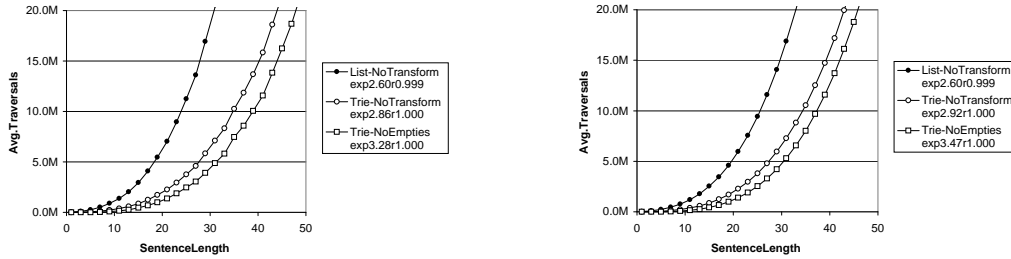 20.0M
15.0M
10.0M
5.0M
0.0M
0 10 20 30 40 50
Avg.Traversals
SentenceLength
List-NoTransform
exp2.60r0.999
Trie-NoTransform
exp2.86r1.000
Trie-NoEmpties
exp3.28r1.000
20.0M
15.0M
10.0M
5.0M
0.0M
0 10 20 30 40 50
Avg.Traversals
SentenceLength
List-NoTransform
exp2.60r0.999
Trie-NoTransform
exp2.92r1.000
Trie-NoEmpties
exp3.47r1.000